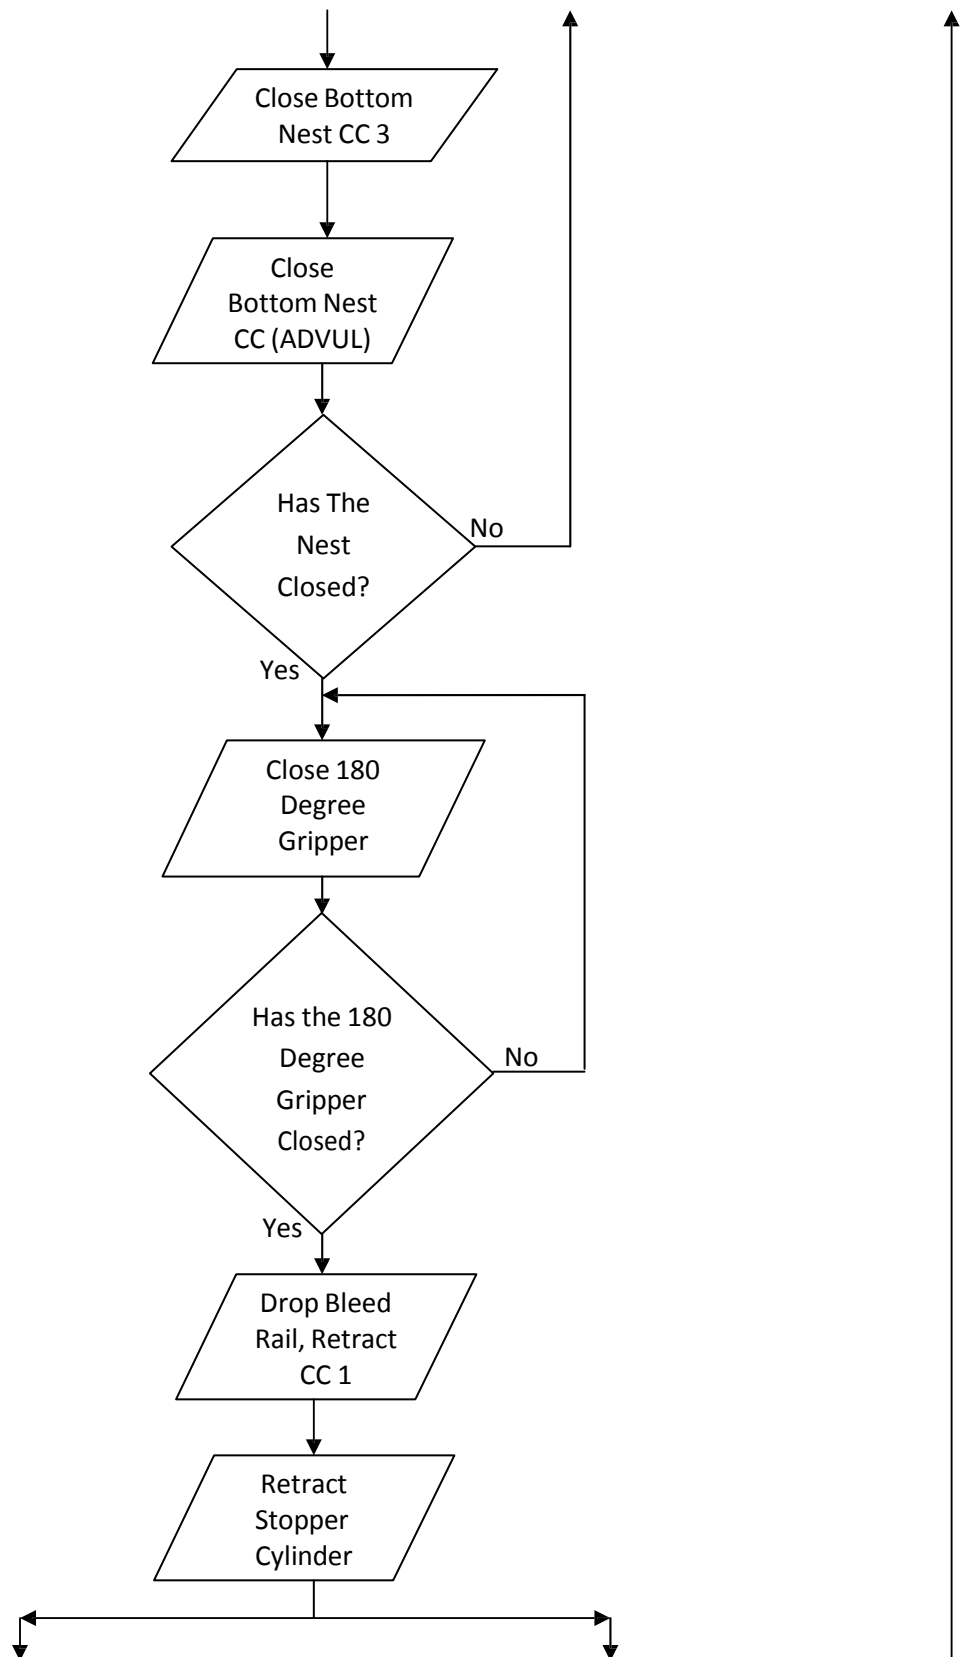 Close Bottom
Nest CC 3
Close
Bottom Nest
CC (ADVUL)
Has The
Nest
Closed?
No
Yes
Close 180
Degree
Gripper
Has the 180
Degree
Gripper
Closed?
No
Yes
Drop Bleed
Rail, Retract
CC 1
Retract
Stopper
Cylinder